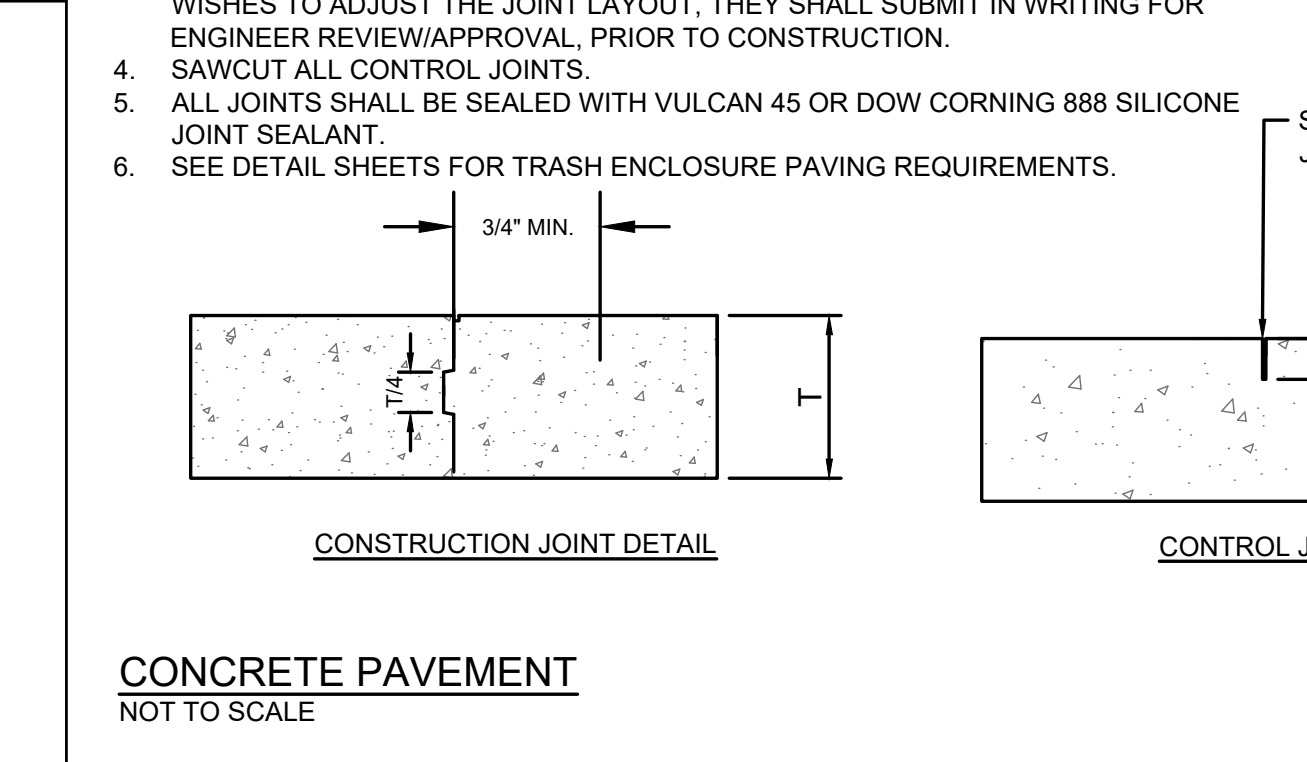 WISHES TO ADJUST THE JOINT LAYOUT, THEY SHALL SUBMIT IN WRITING FOR
ENGINEER REVIEW/APPROVAL, PRIOR TO CONSTRUCTION.
4. SAWCUT ALL CONTROL JOINTS.
5. ALL JOINTS SHALL BE SEALED WITH VULCAN 45 OR DOW CORNING 888 SILICONE
JOINT SEALANT.
6. SEE DETAIL SHEETS FOR TRASH ENCLOSURE PAVING REQUIREMENTS.
3/4" MIN.
T/4
T
CONSTRUCTION JOINT DETAIL
CONTROL
CONCRETE PAVEMENT
NOT TO SCALE